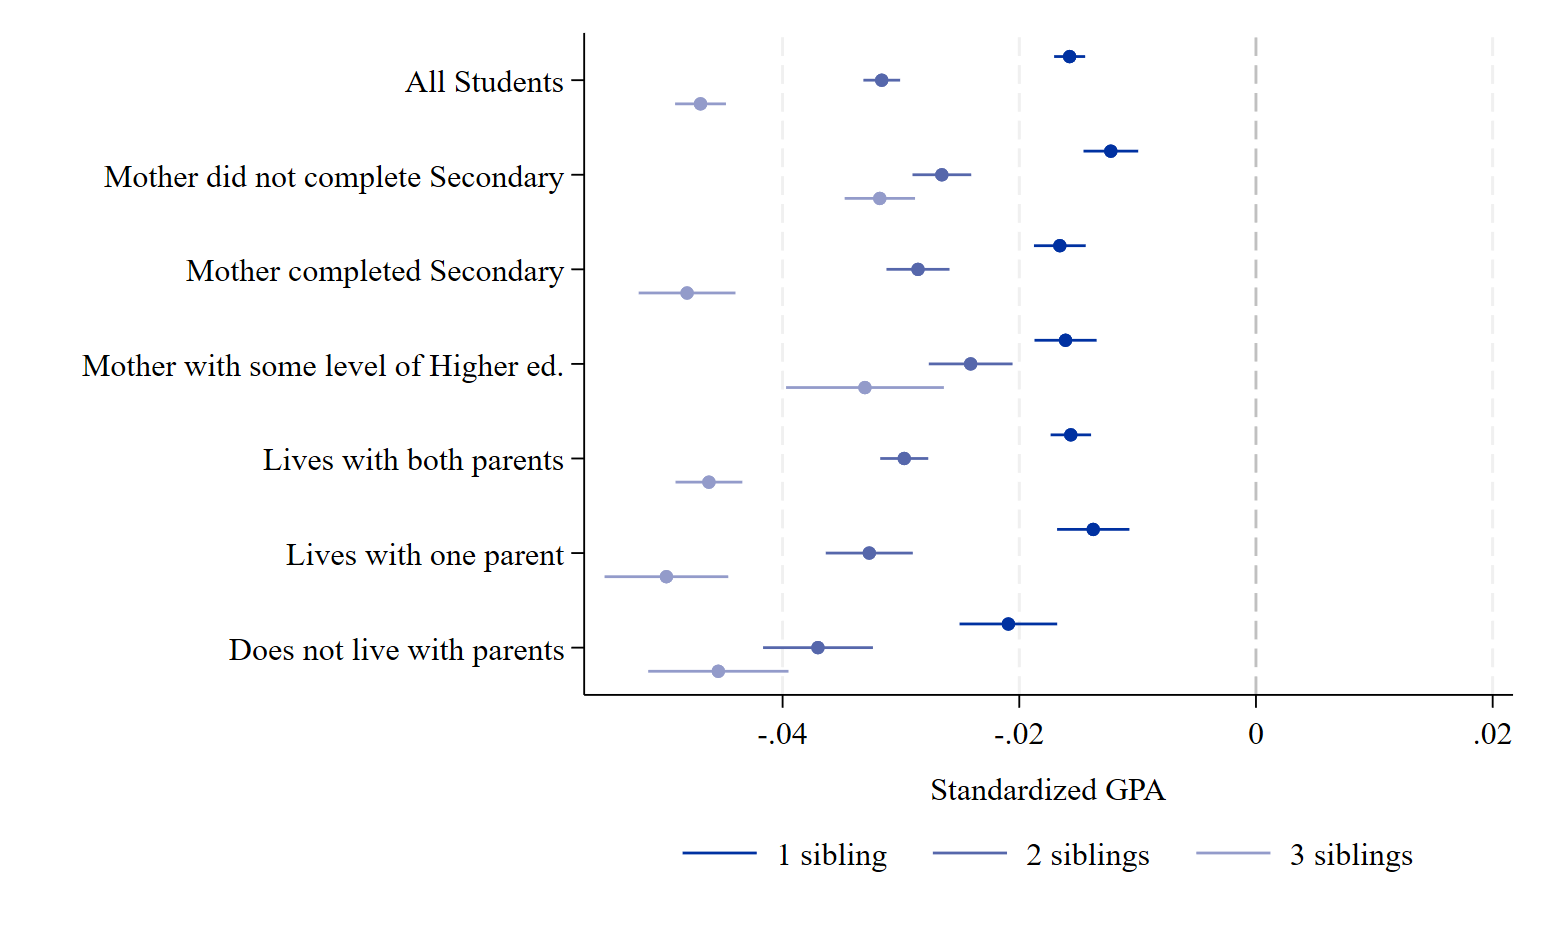 All Students
Mother did not complete Secondary
Mother completed Secondary
Mother with some level of Higher ed.
Lives with both parents
Lives with one parent
Does not live with parents
-.04 -.02 0 .02
Standardized GPA
1 sibling 2 siblings 3 siblings